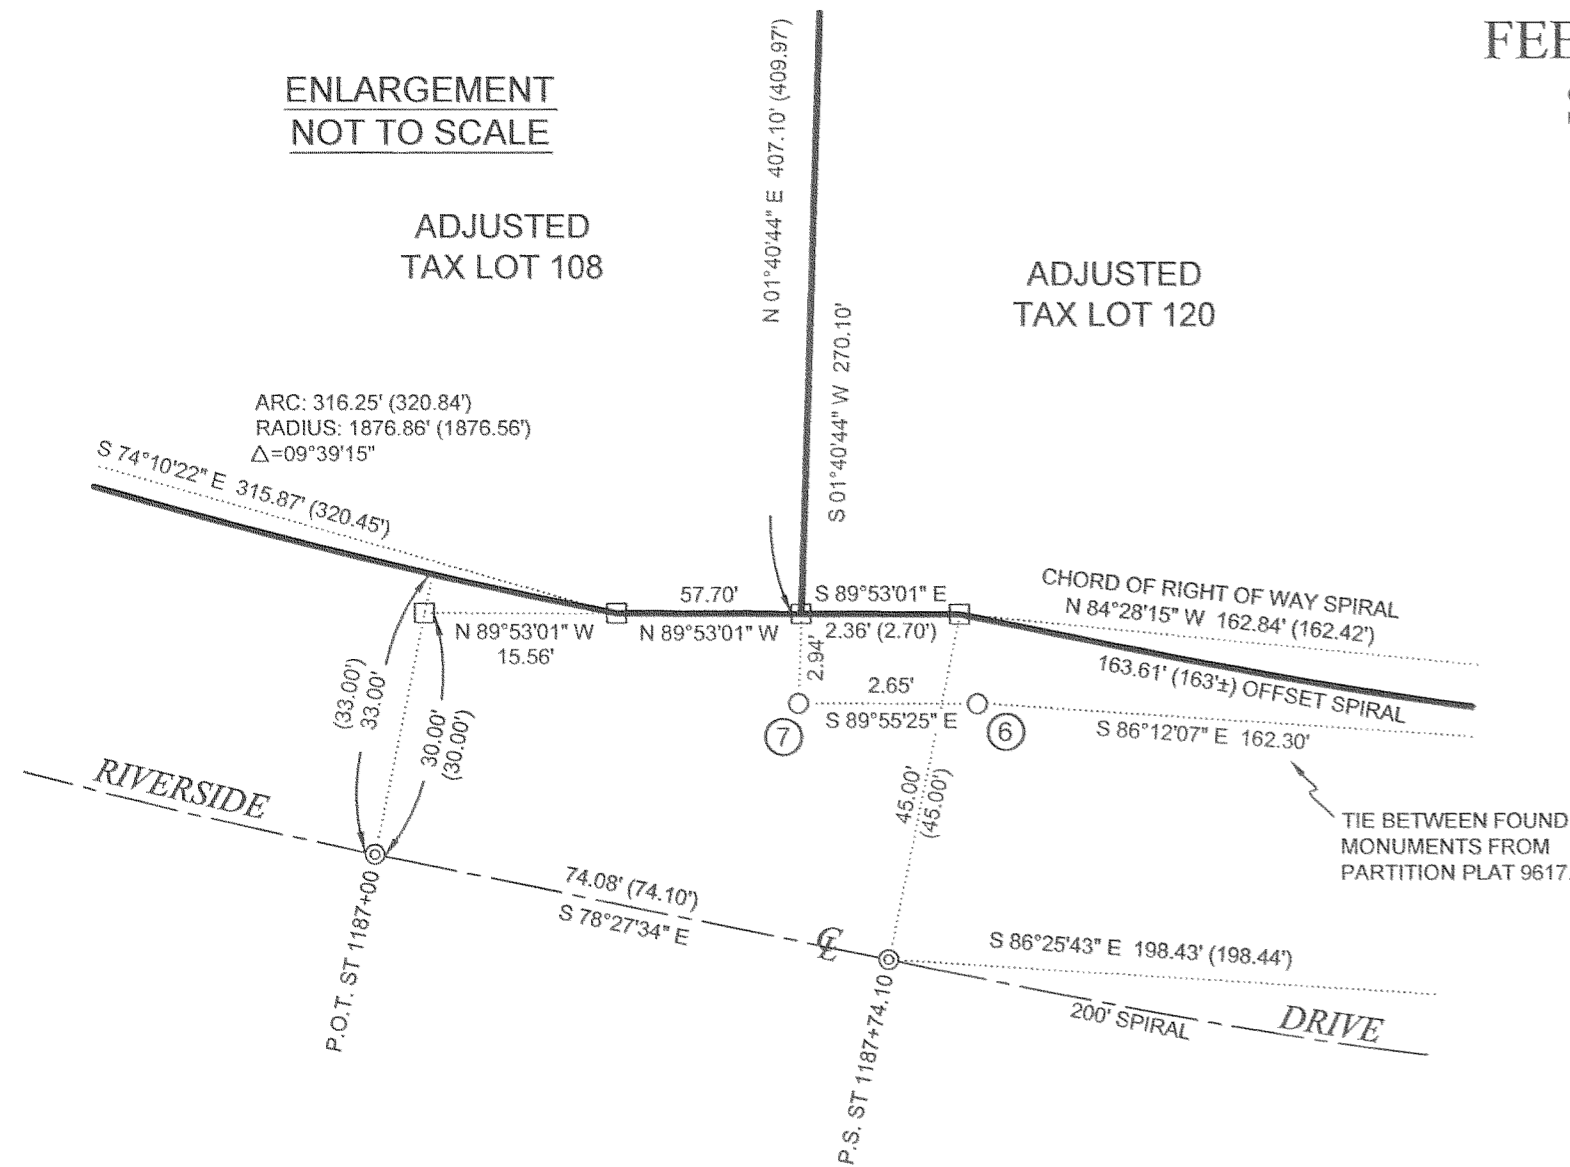 ENLARGEMENT
NOT TO SCALE
ADJUSTED
TAX LOT 108
N 01°40'44" E 407.10' (409.97')
S 01°40'44" W 270.10'
ADJUSTED
TAX LOT 120
ARC: 316.25' (320.84')
RADIUS: 1876.86' (1876.56')
Δ=09°39'15"
S 74°10'22" E 315.87' (320.45')
57.70'
S 89°53'01" E
N 89°53'01" W
15.56'
N 89°53'01" W
2.36' (2.70')
CHORD OF RIGHT OF WAY SPIRAL
N 84°28'15" W 162.84' (162.42')
163.61' (163'±) OFFSET SPIRAL
2.94'
2.65'
S 89°55'25" E
7
6
S 86°12'07" E 162.30'
(33.00')
33.00'
30.00'
(30.00')
45.00'
(45.00')
TIE BETWEEN FOUND
MONUMENTS FROM
PARTITION PLAT 9617.
RIVERSIDE
74.08' (74.10')
S 78°27'34" E
CL
S 86°25'43" E 198.43' (198.44')
200' SPIRAL
DRIVE
P.O.T. ST 1187+00
P.S. ST 1187+74.10